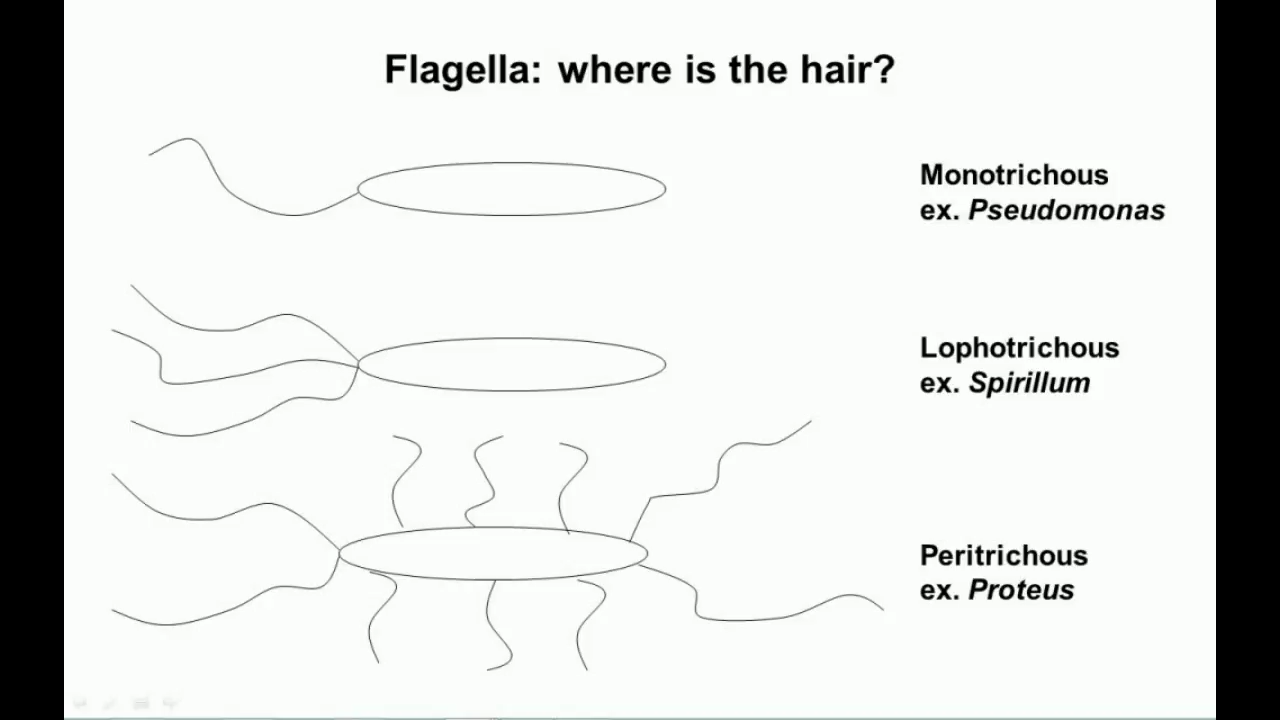 Flagella: where is the hair?
Monotrichous
ex. Pseudomonas
Lophotrichous
ex. Spirillum
Peritrichous
ex. Proteus